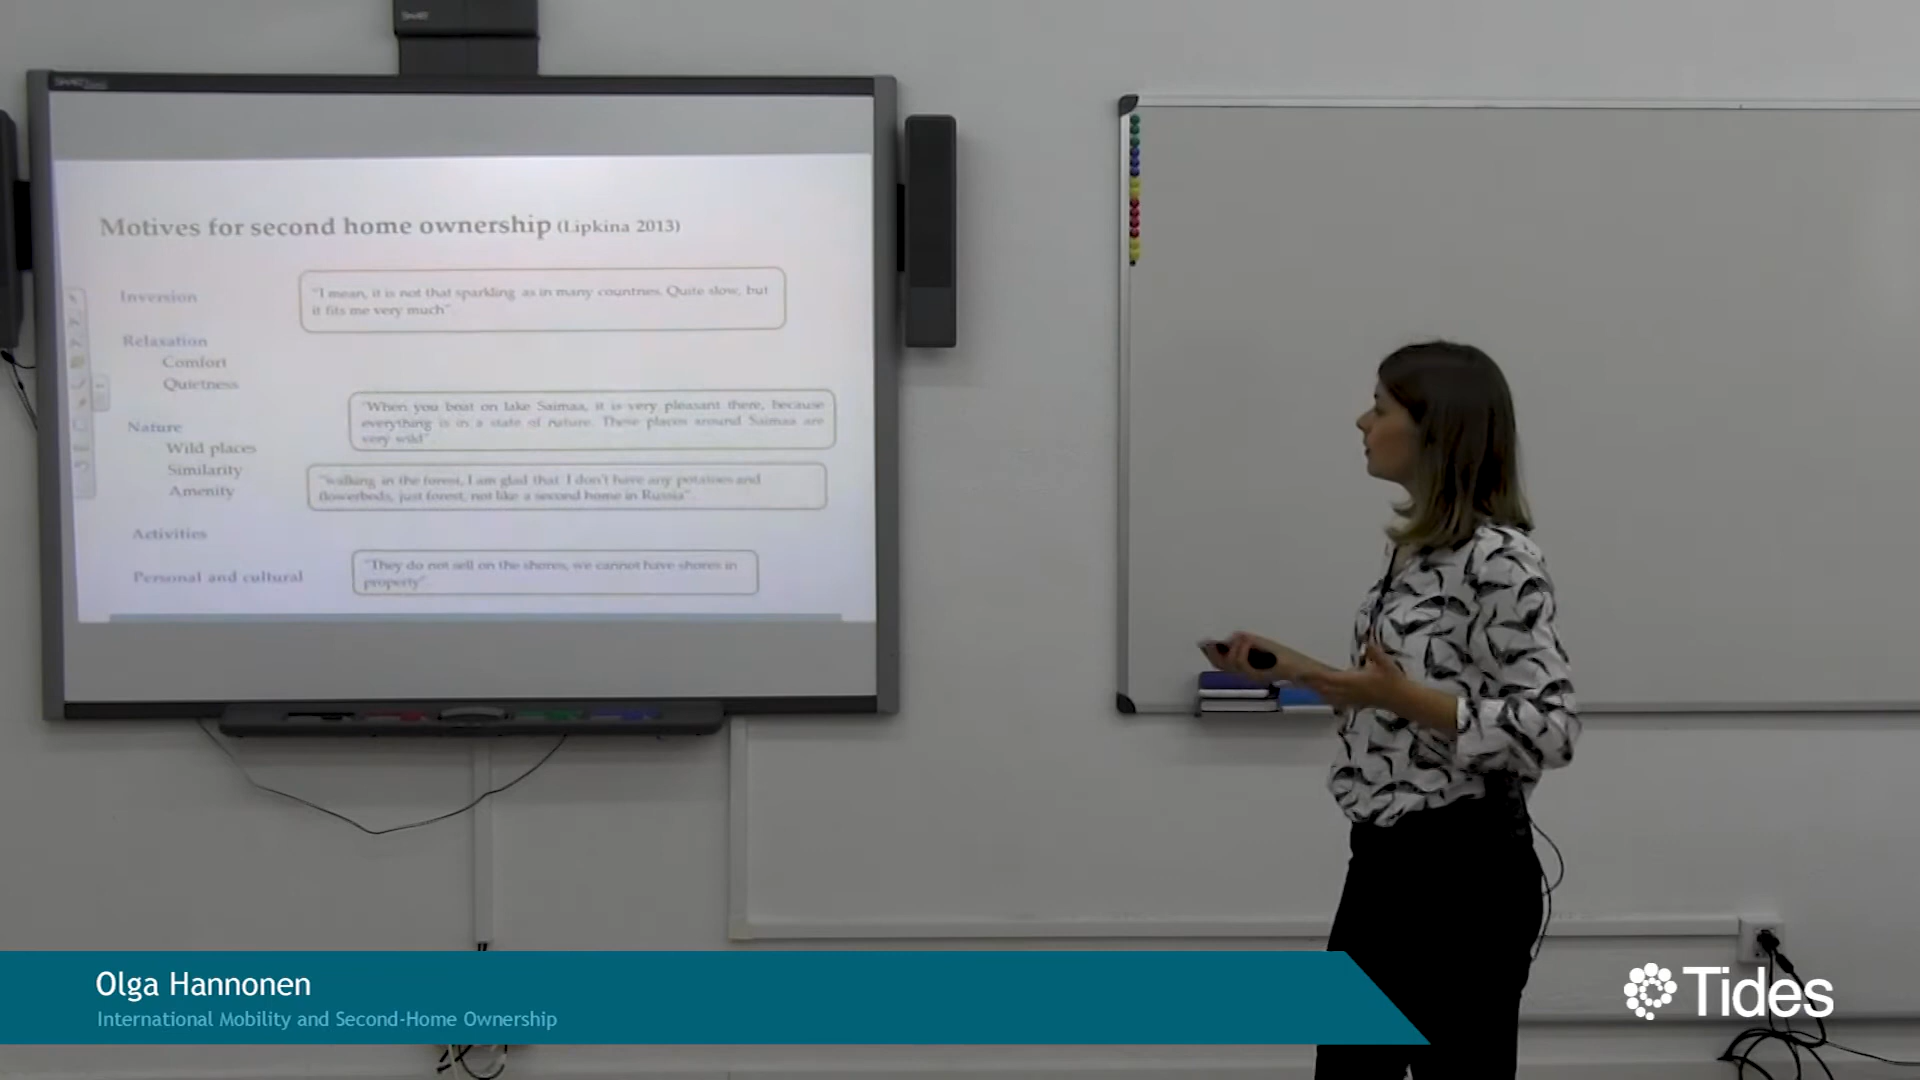 SMART
SMART
Motives for second home ownership (Lipkina 2013)
Inversion
"I mean, it is not that sparkling as in many countries. Quite slow, but
it fits me very much"
Relaxation
Comfort
Quietness
"When you boat on lake Saimaa, it is very pleasant there, because
everything is in a state of nature. These places around Saimaa are
very wild".
Nature
Wild places
Similarity
Amenity
"walking in the forest, I am glad that I don't have any potatoes and
flowerbeds, just forest, not like a second home in Russia".
Activities
Personal and cultural
"They do not sell on the shores, we cannot have shores in
property"
Olga Hannonen
International Mobility and Second-Home Ownership
Tides